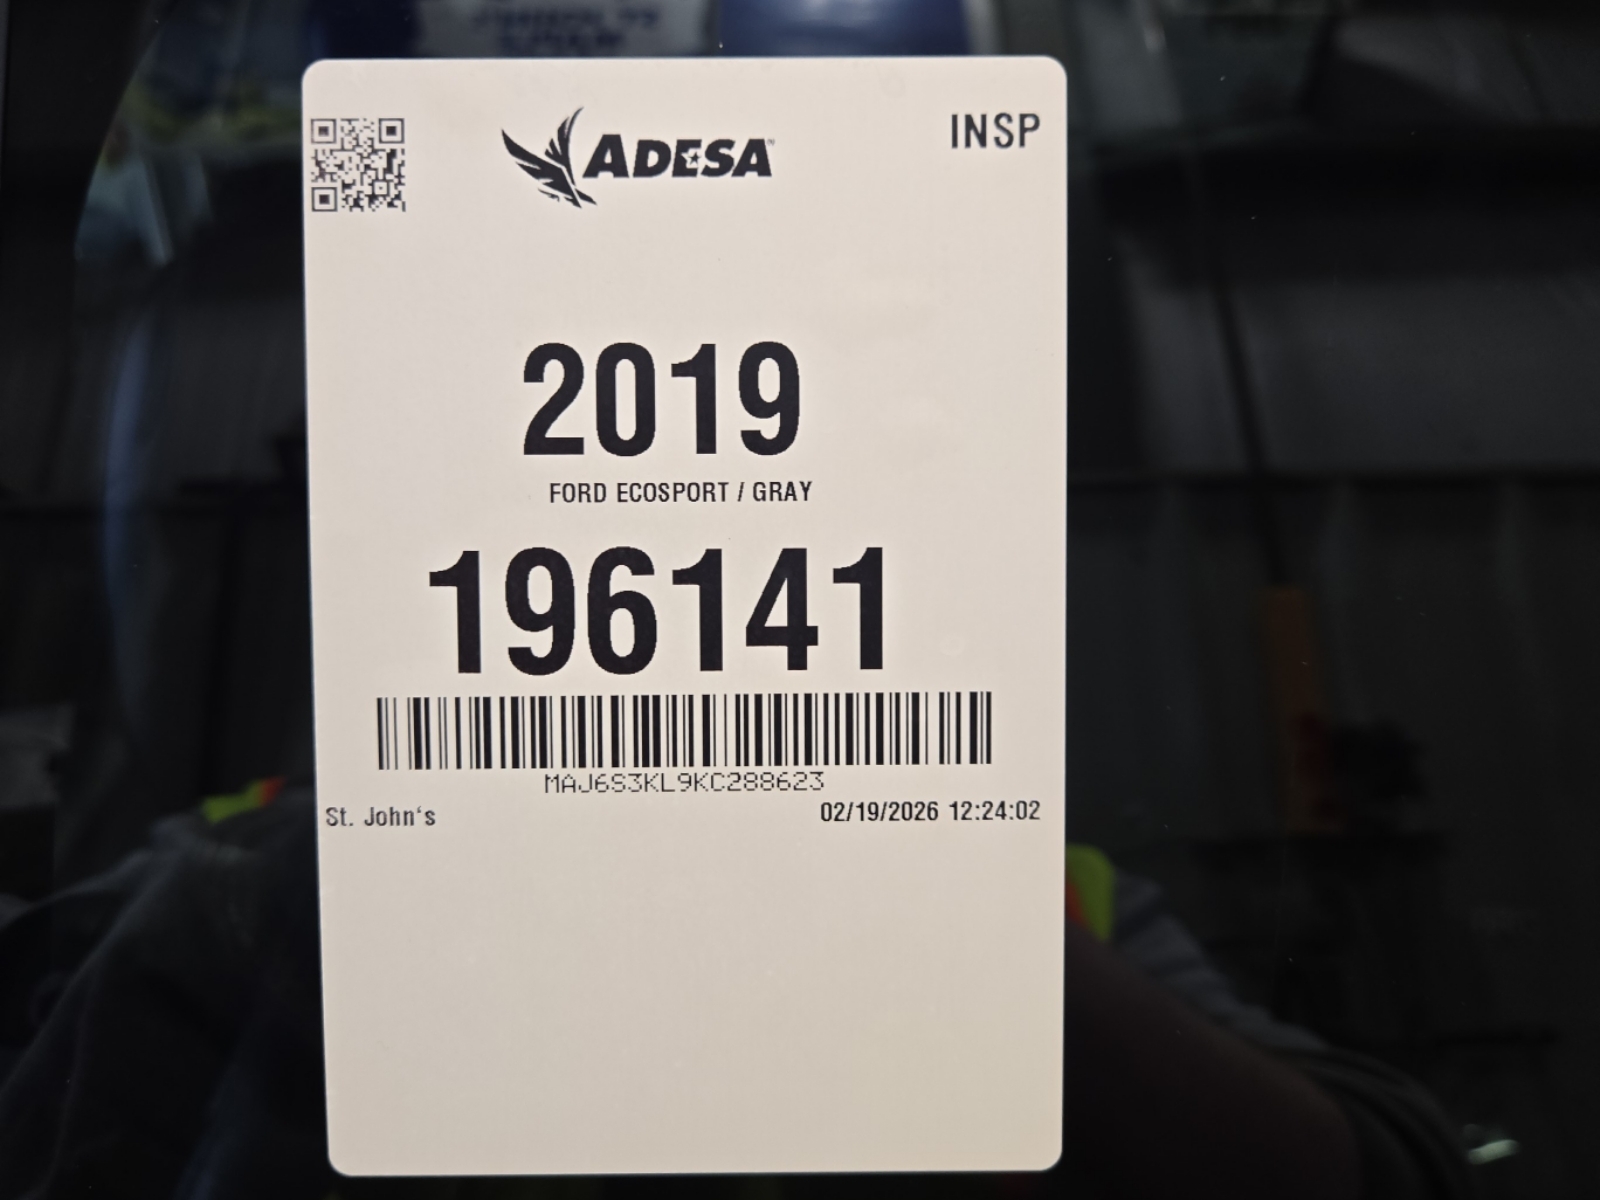 ADESA
INSP
2019
FORD ECOSPORT / GRAY
196141
MAJ6S3KL9KC288623
St. John's
02/19/2026 12:24:02